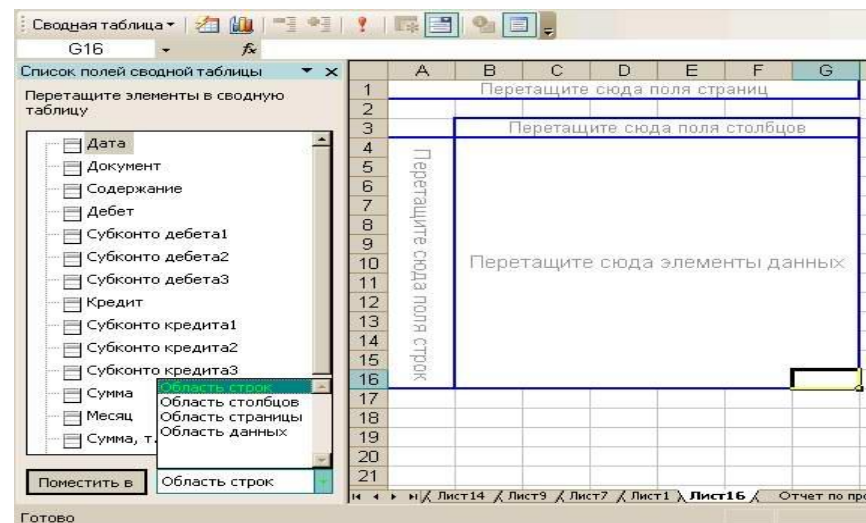 Сводная таблица
G16 fx
Список полей сводной таблицы
Перетащите элементы в сводную
таблицу
Дата
Документ
Содержание
Дебет
Субконто дебета1
Субконто дебета2
Субконто дебета3
Кредит
Субконто кредита1
Субконто кредита2
Субконто кредита3
Сумма
Месяц
Сумма, т.
Область строк
Область столбцов
Область страницы
Область данных
Поместить в
Область строк
A B C D E F G
1 Перетащите сюда поля страниц
2
3 Перетащите сюда поля столбцов
4
5
6
7
8
9
10 Перетащите сюда элементы данных
11
12
13
14
15
16
17
18
19
20
21
Перетащите сюда поля строк
Лист14 Лист9 Лист7 Лист1 Лист16 Отчет по пр
Готово